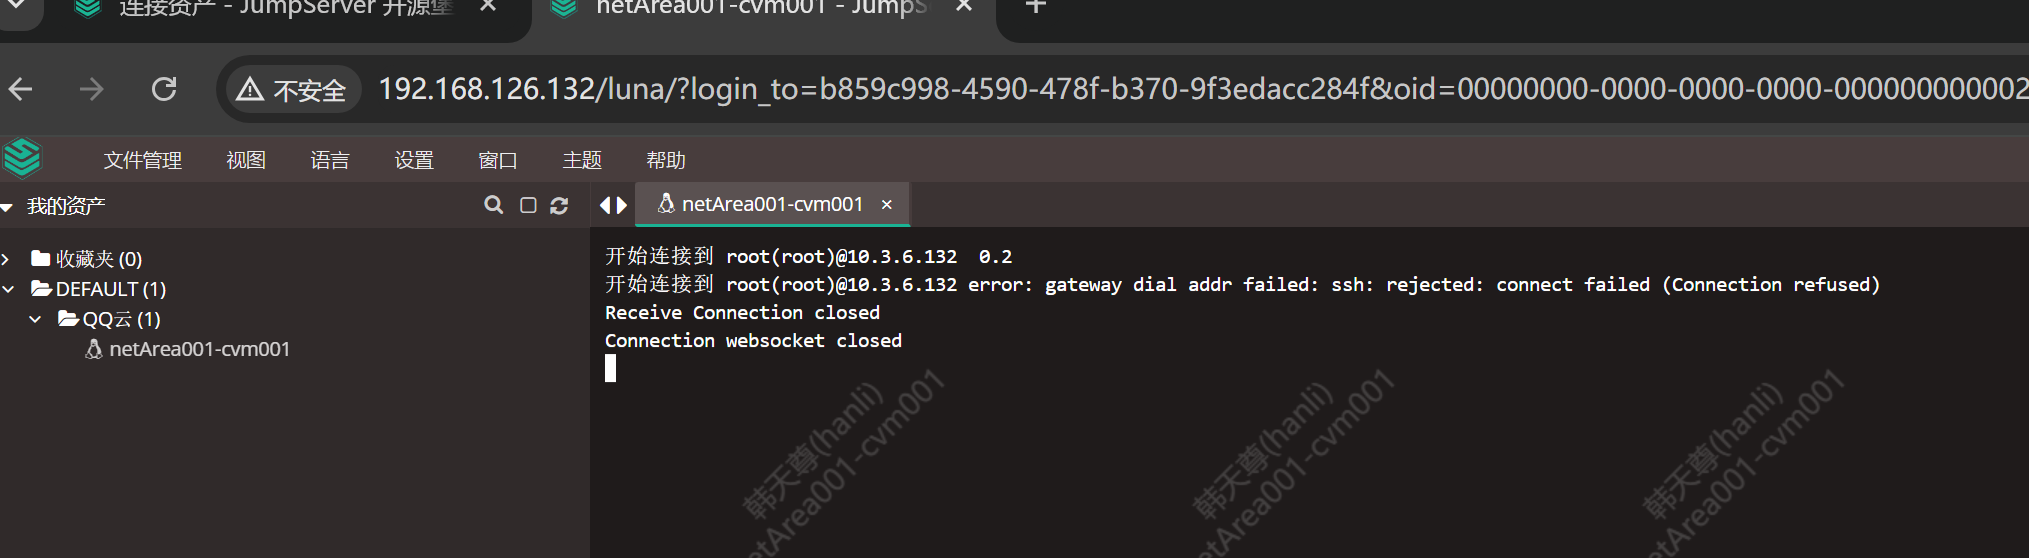 连接资产 - JumpServer 开源堡
netArea001-cvm001 - JumpS
不安全 192.168.126.132/luna/?login_to=b859c998-4590-478f-b370-9f3edacc284f&oid=00000000-0000-0000-0000-000000000002
文件管理 视图 语言 设置 窗口 主题 帮助
我的资产
netArea001-cvm001
收藏夹 (0)
DEFAULT (1)
QQ云 (1)
netArea001-cvm001
开始连接到 root(root)@10.3.6.132  0.2
开始连接到 root(root)@10.3.6.132 error: gateway dial addr failed: ssh: rejected: connect failed (Connection refused)
Receive Connection closed
Connection websocket closed
韩天尊(hanli)
etArea001-cvm001
韩天尊(hanli)
etArea001-cvm001
韩天尊(hanli)
etArea001-cvm001